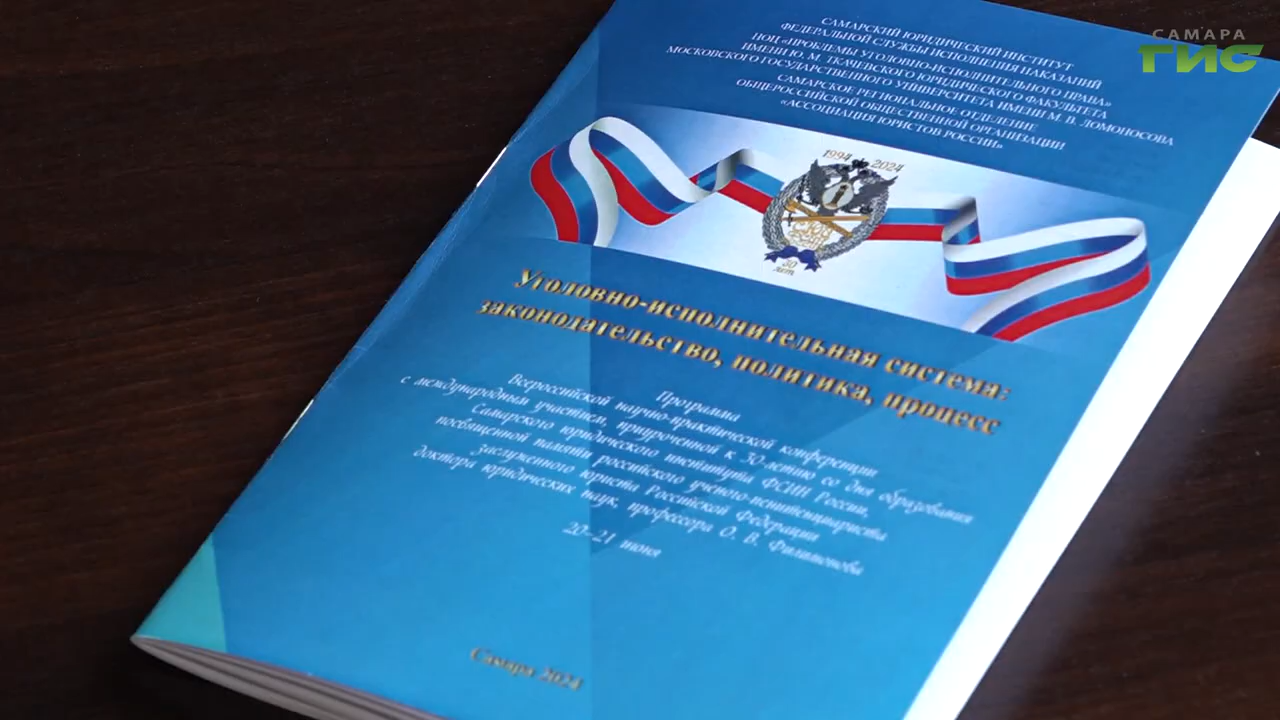 САМАРСКИЙ ЮРИДИЧЕСКИЙ ИНСТИТУТ
ФЕДЕРАЛЬНОЙ СЛУЖБЫ ИСПОЛНЕНИЯ НАКАЗАНИЙ
НОЦ «ПРОБЛЕМЫ УГОЛОВНО-ИСПОЛНИТЕЛЬНОГО ПРАВА»
ИМЕНИ Ю. М. ТКАЧЕВСКОГО ЮРИДИЧЕСКОГО ФАКУЛЬТЕТА
МОСКОВСКОГО ГОСУДАРСТВЕННОГО УНИВЕРСИТЕТА ИМЕНИ М. В. ЛОМОНОСОВА
САМАРСКОЕ РЕГИОНАЛЬНОЕ ОТДЕЛЕНИЕ
ОБЩЕРОССИЙСКОЙ ОБЩЕСТВЕННОЙ ОРГАНИЗАЦИИ
«АССОЦИАЦИЯ ЮРИСТОВ РОССИИ»
САМАРА
ГИС
1994 2024
30
лет
Уголовно-исполнительная система:
законодательство, политика, процесс
Программа
Всероссийской научно-практической конференции
с международным участием, приуроченной к 30-летию со дня образования
Самарского юридического института ФСИН России,
посвященной памяти российского ученого-пенитенциариста
заслуженного юриста Российской Федерации
доктора юридических наук, профессора О. В. Филимонова
20–21 июня
Самара 2024